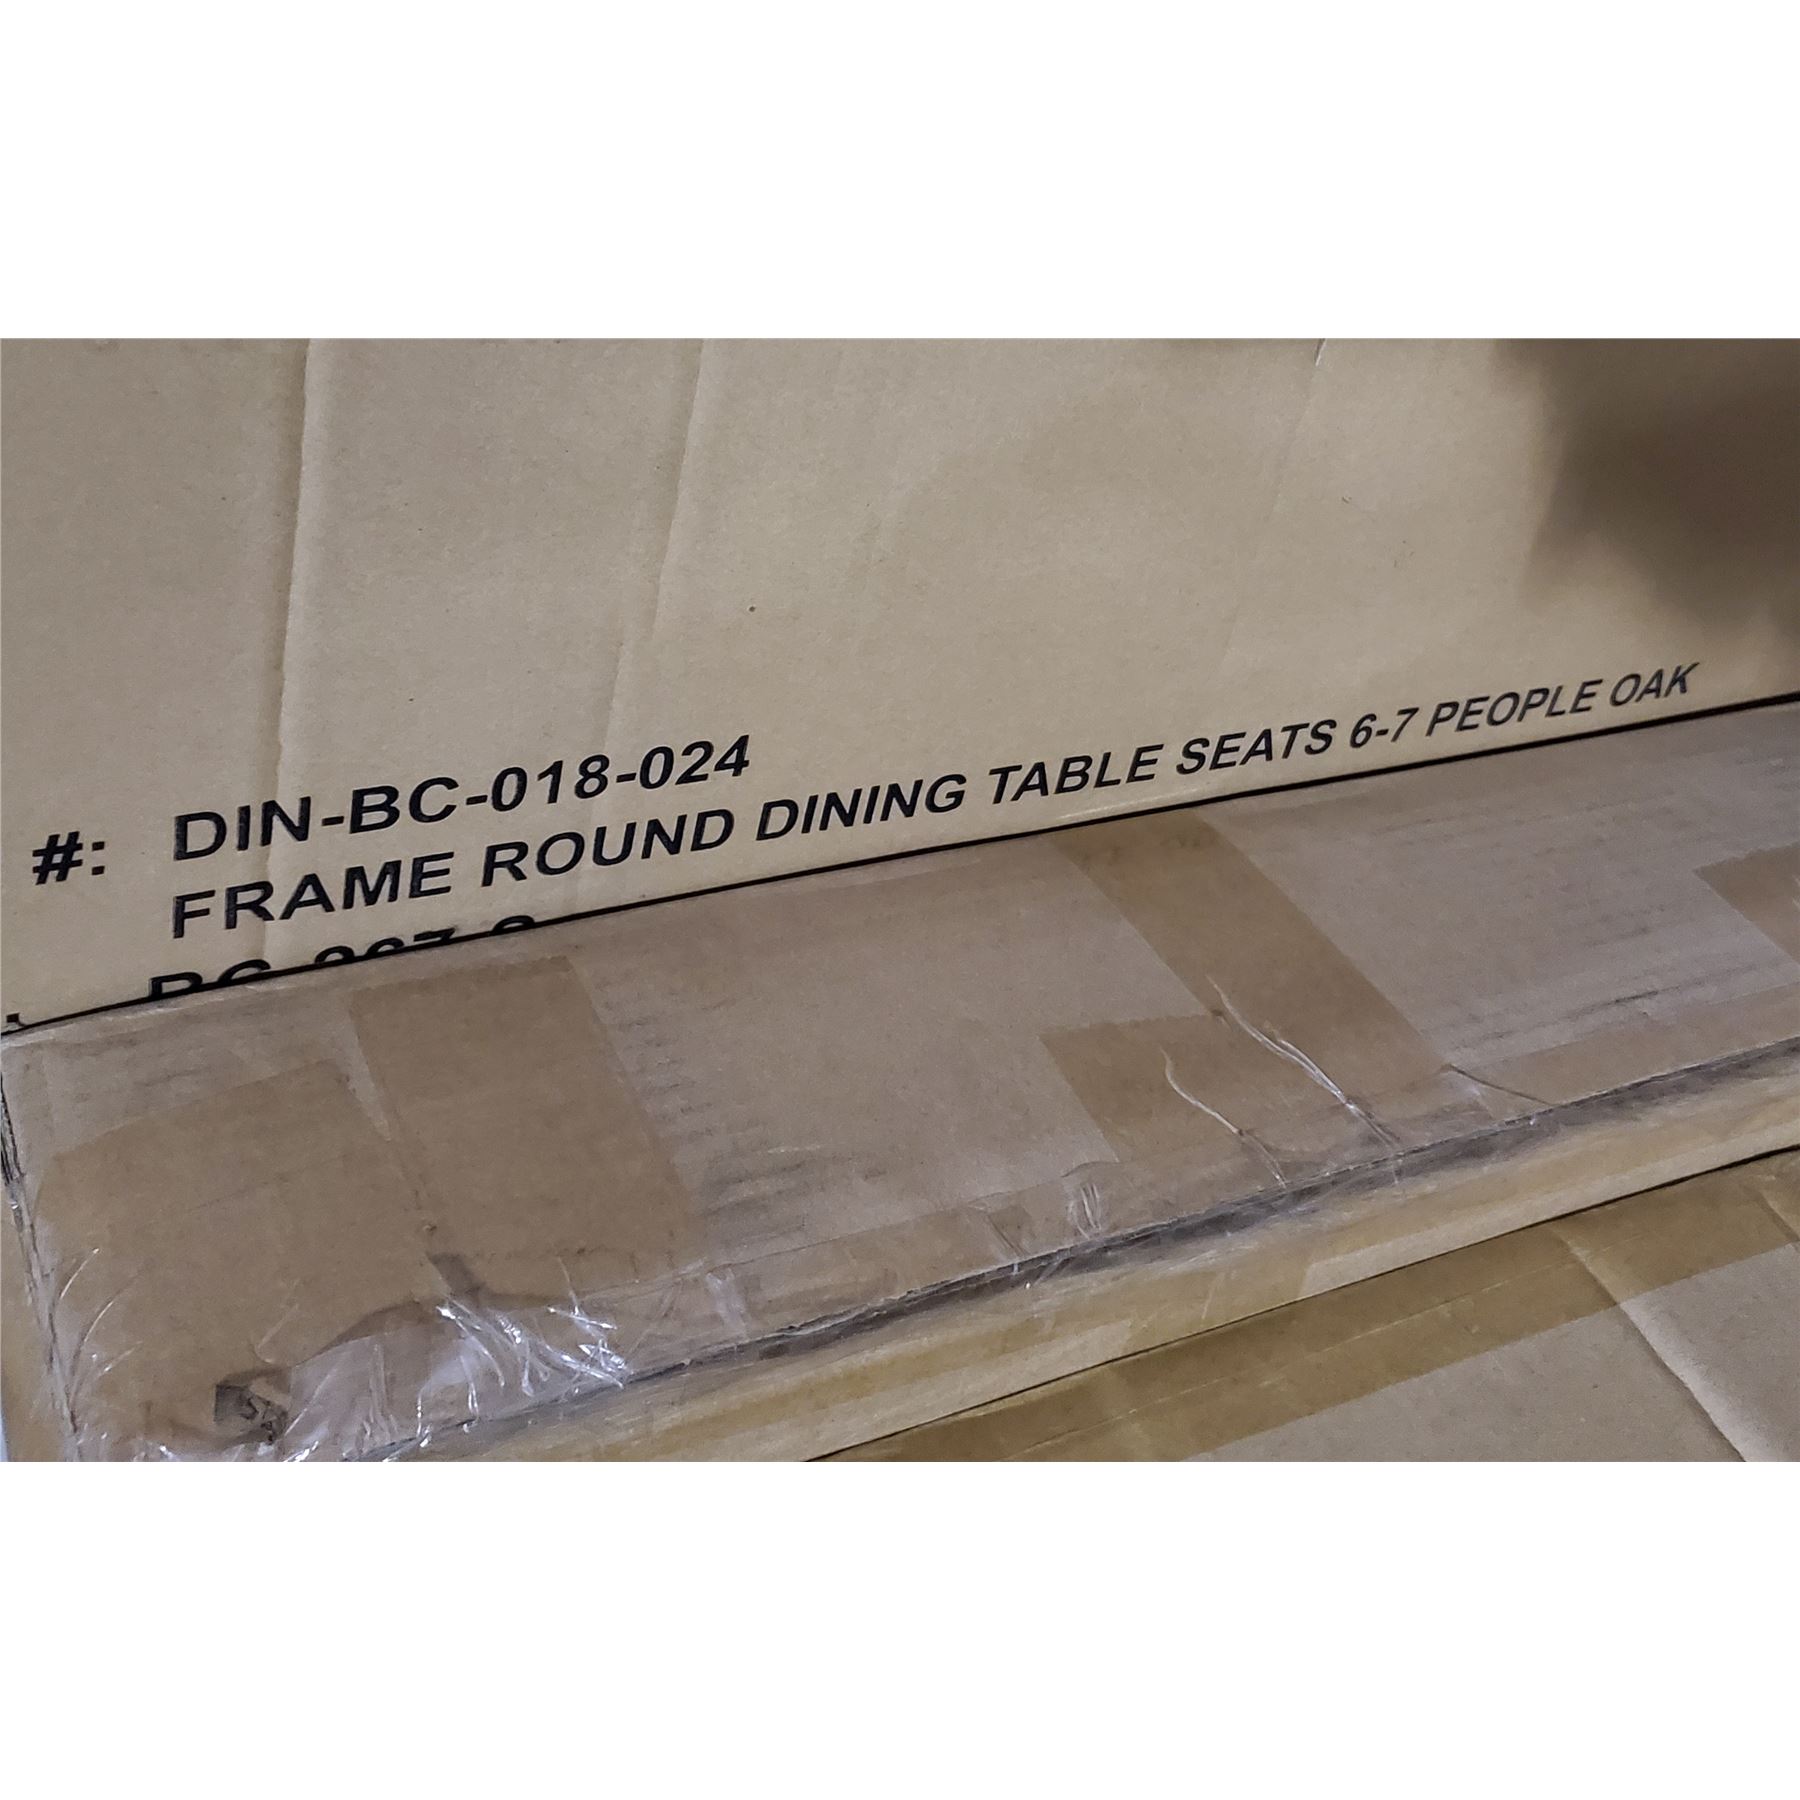 #: DIN-BC-018-024
FRAME ROUND DINING TABLE SEATS 6-7 PEOPLE OAK